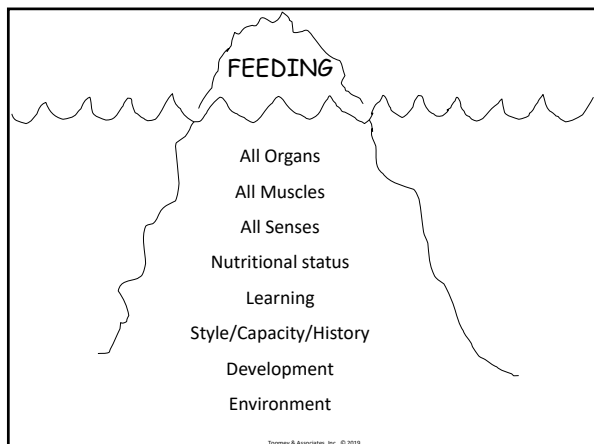 FEEDING
All Organs
All Muscles
All Senses
Nutritional status
Learning
Style/Capacity/History
Development
Environment
Toomey & Associates, Inc. © 2019